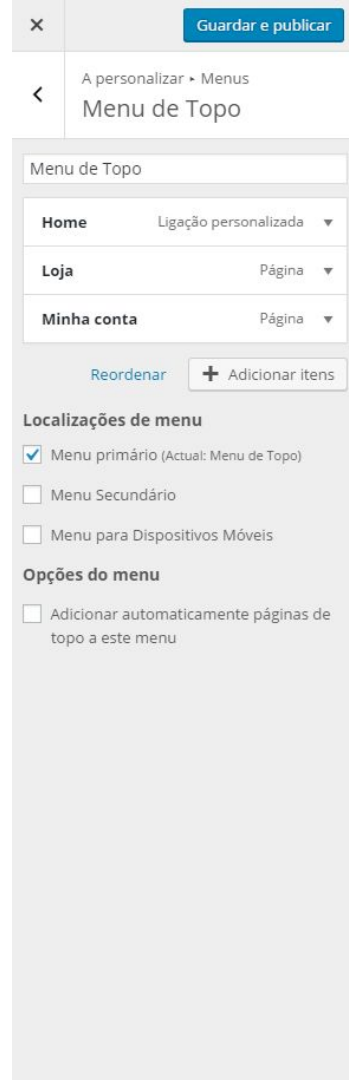 Guardar e publicar
A personalizar ▸ Menus
Menu de Topo
Menu de Topo
Home Ligação personalizada
Loja Página
Minha conta Página
Reordenar + Adicionar itens
Localizações de menu
Menu primário (Actual: Menu de Topo)
Menu Secundário
Menu para Dispositivos Móveis
Opções do menu
Adicionar automaticamente páginas de
topo a este menu